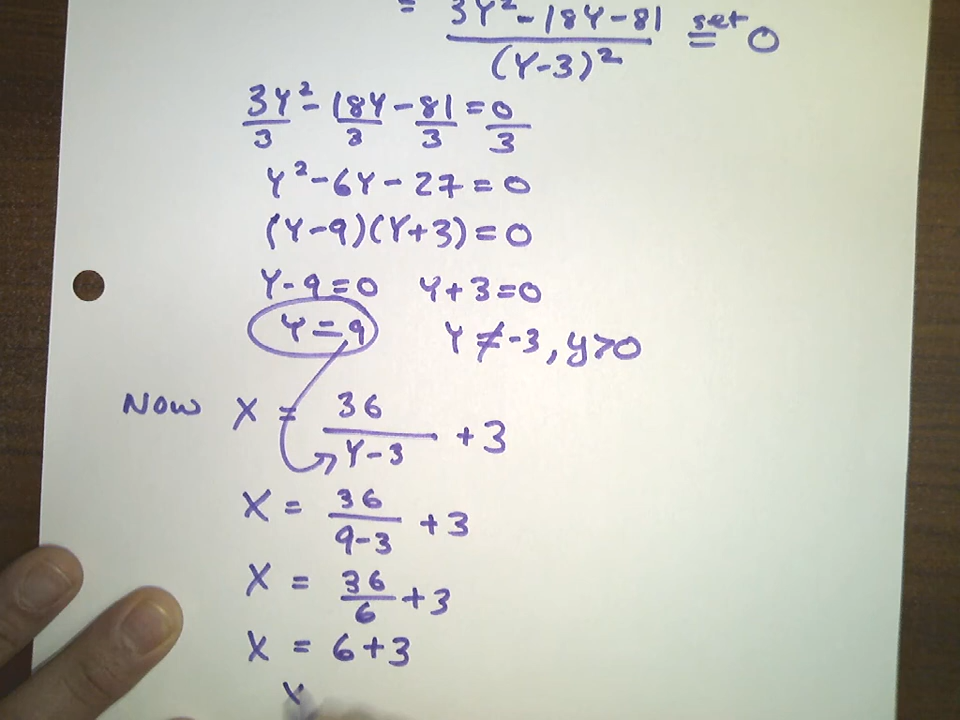 = 3Y² - 18Y - 81 / (Y-3)² set = 0
3Y²/3 - 18Y/3 - 81/3 = 0/3
Y² - 6Y - 27 = 0
(Y-9)(Y+3) = 0
Y-9=0 Y+3=0
Y=9 Y≠-3, y>0
Now X = 36/(Y-3) + 3
X = 36/(9-3) + 3
X = 36/6 + 3
X = 6+3
X